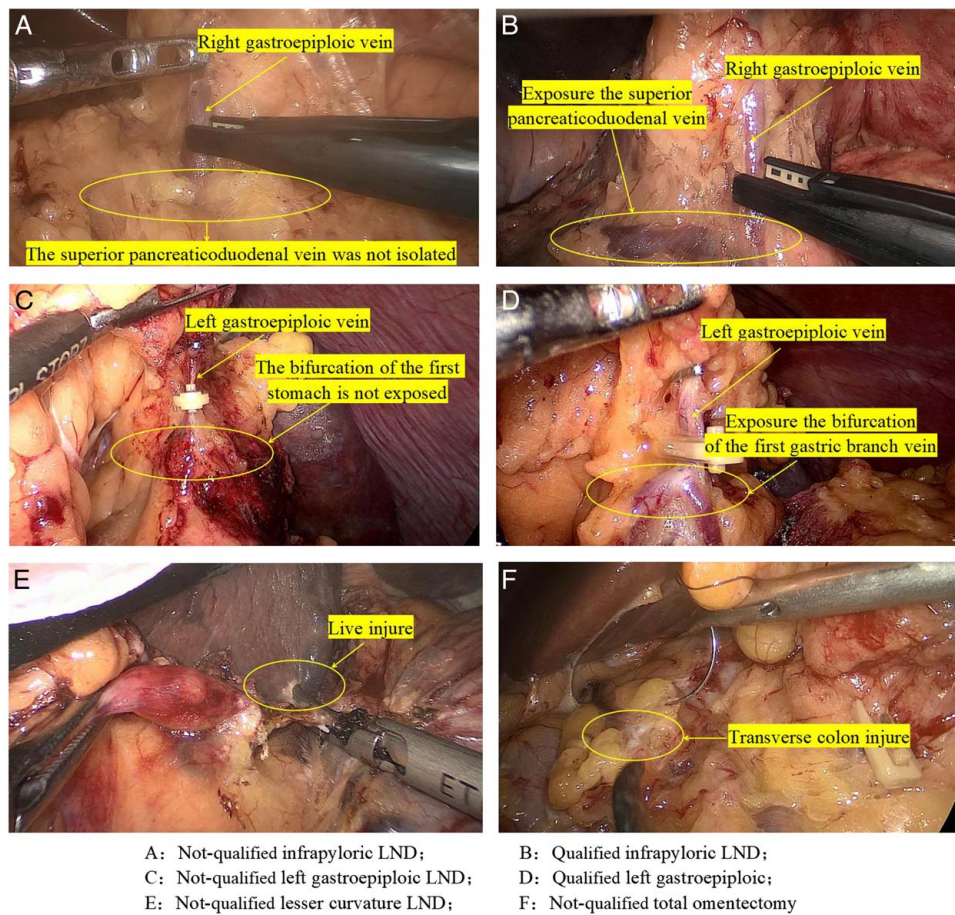 A
Right gastroepiploic vein
The superior pancreaticoduodenal vein was not isolated
B
Right gastroepiploic vein
Exposure the superior
pancreaticoduodenal vein
C
Left gastroepiploic vein
The bifurcation of the first
stomach is not exposed
STORZ
D
Left gastroepiploic vein
Exposure the bifurcation
of the first gastric branch vein
E
Live injure
ET
F
Transverse colon injure
A: Not-qualified infrapyloric LND;
B: Qualified infrapyloric LND;
C: Not-qualified left gastroepiploic LND;
D: Qualified left gastroepiploic;
E: Not-qualified lesser curvature LND;
F: Not-qualified total omentectomy